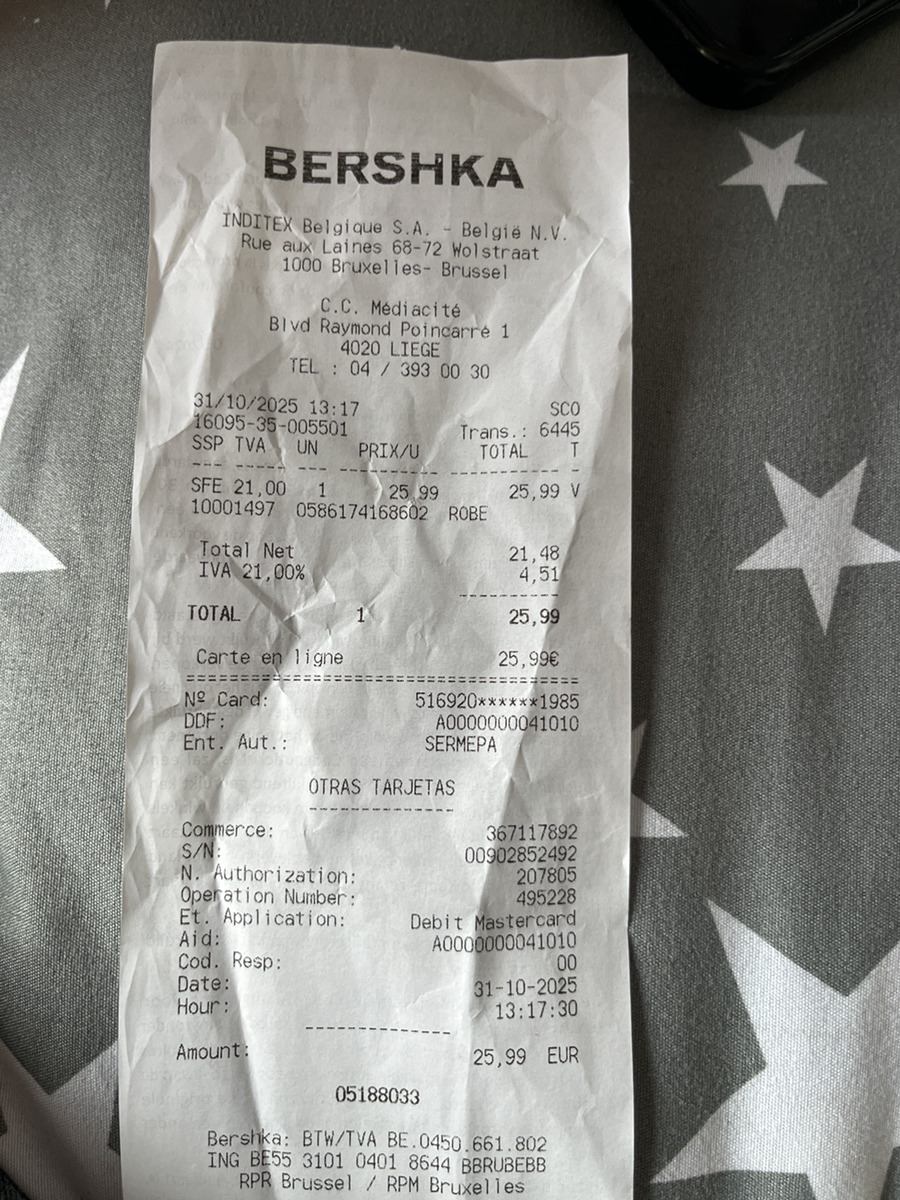 BERSHKA
INDITEX Belgique S.A. - België N.V.
Rue aux Laines 68-72 Wolstraat
1000 Bruxelles- Brussel
C.C. Médiacité
Blvd Raymond Poincarré 1
4020 LIEGE
TEL : 04 / 393 00 30
31/10/2025 13:17 SCO
16095-35-005501 Trans.: 6445
SSP TVA UN PRIX/U TOTAL T
--- ----- --- ---------- ----------- -
SFE 21,00 1 25,99 25,99 V
10001497 0586174168602 ROBE
Total Net 21,48
IVA 21,00% 4,51
----------
TOTAL 1 25,99
Carte en ligne 25,99€
======================================
Nº Card: 516920******1985
DDF: A0000000041010
Ent. Aut.: SERMEPA
OTRAS TARJETAS
--------------
Commerce: 367117892
S/N: 00902852492
N. Authorization: 207805
Operation Number: 495228
Et. Application: Debit Mastercard
Aid: A0000000041010
Cod. Resp: 00
Date: 31-10-2025
Hour: 13:17:30
--------------
Amount: 25,99 EUR
05188033
Bershka: BTW/TVA BE.0450.661.802
ING BE55 3101 0401 8644 BBRUBEBB
RPR Brussel / RPM Bruxelles